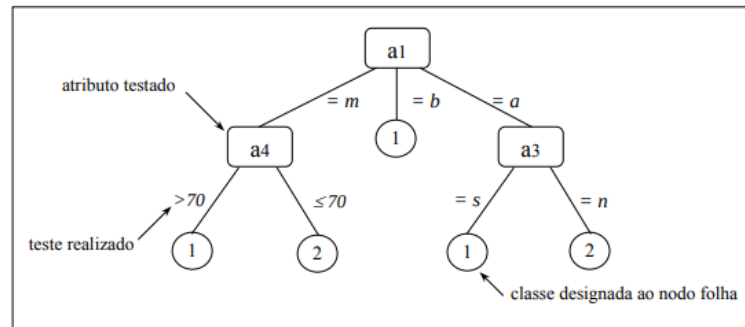 a1
atributo testado
= m
= b
= a
a4
1
a3
>70
≤70
= s
= n
teste realizado
1
2
1
2
classe designada ao nodo folha